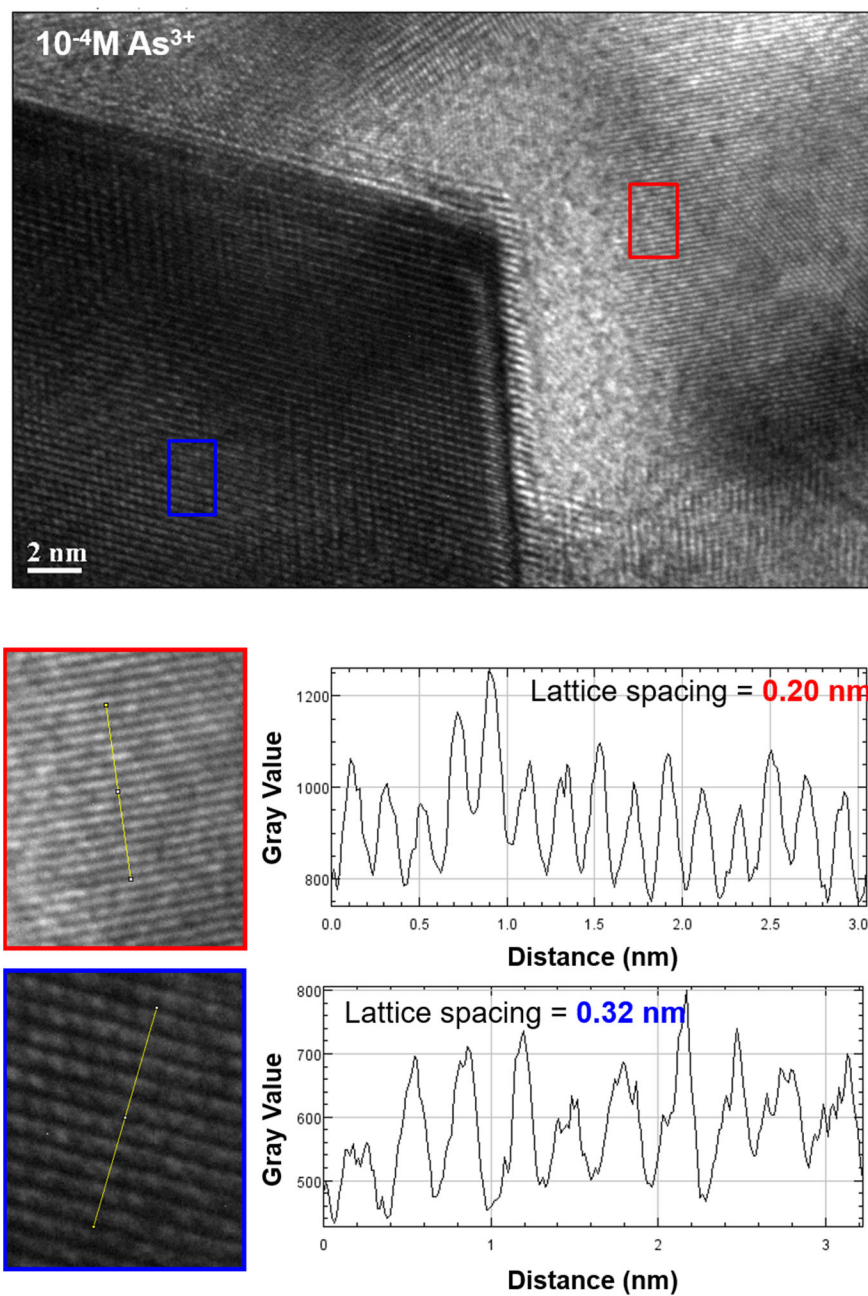 10⁻⁴M As³⁺
2 nm
Lattice spacing = 0.20 nm
1200
1000
800
Gray Value
0.0 0.5 1.0 1.5 2.0 2.5 3.0
Distance (nm)
Lattice spacing = 0.32 nm
800
700
600
500
Gray Value
0 1 2 3
Distance (nm)